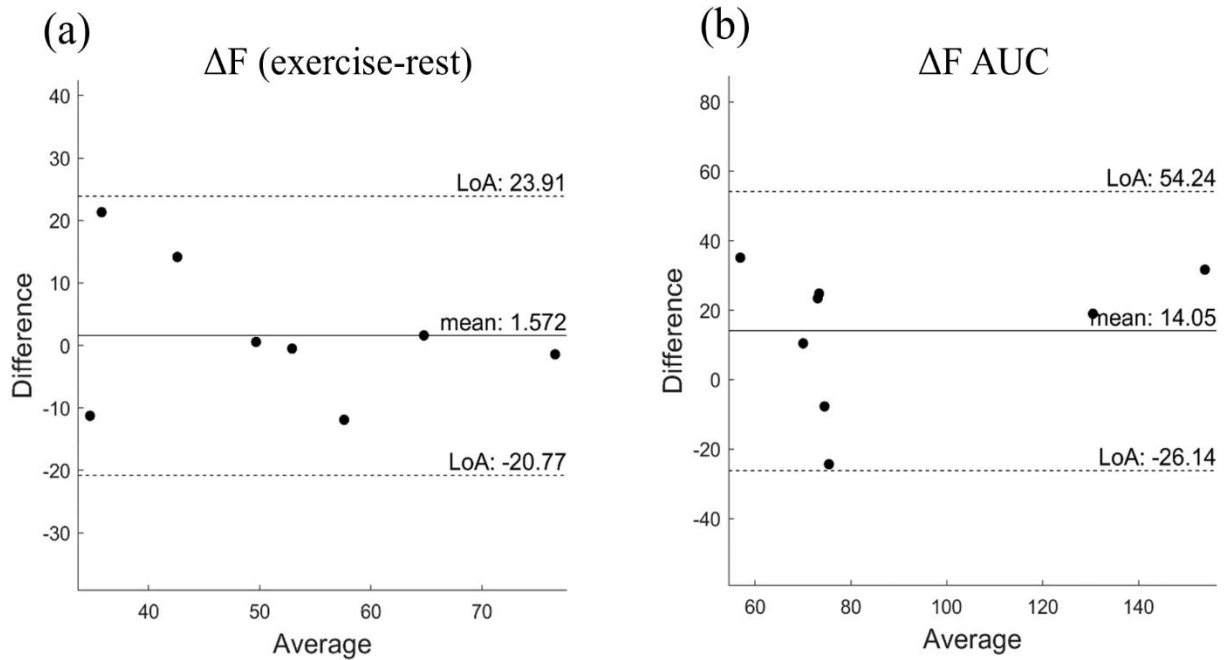 (a)
ΔF (exercise-rest)
40
30
20
10
0
-10
-20
-30
Difference
LoA: 23.91
mean: 1.572
LoA: -20.77
40 50 60 70
Average
(b)
ΔF AUC
80
60
40
20
0
-20
-40
Difference
LoA: 54.24
mean: 14.05
LoA: -26.14
60 80 100 120 140
Average